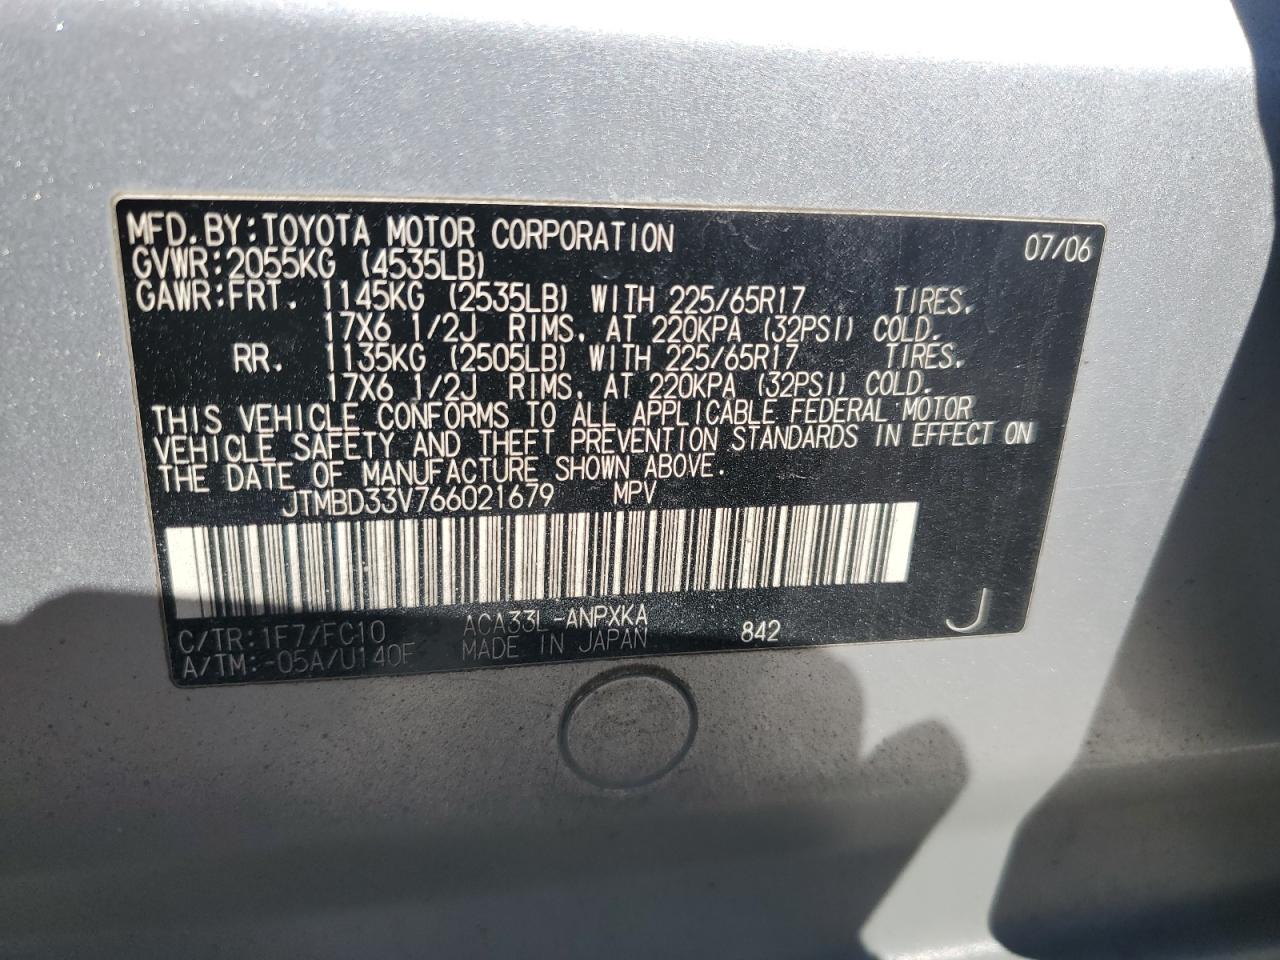 MFD. BY:TOYOTA MOTOR CORPORATION 07/06
GVWR:2055KG (4535LB)
GAWR:FRT. 1145KG (2535LB) WITH 225/65R17 TIRES.
17X6 1/2J RIMS. AT 220KPA (32PSI) COLD.
RR. 1135KG (2505LB) WITH 225/65R17 TIRES.
17X6 1/2J RIMS. AT 220KPA (32PSI) COLD.
THIS VEHICLE CONFORMS TO ALL APPLICABLE FEDERAL MOTOR
VEHICLE SAFETY AND THEFT PREVENTION STANDARDS IN EFFECT ON
THE DATE OF MANUFACTURE SHOWN ABOVE.
JTMBD33V766021679 MPV
C/TR:1F7/FC10 ACA33L-ANPXKA 842 J
A/TM:-05A/U140F MADE IN JAPAN